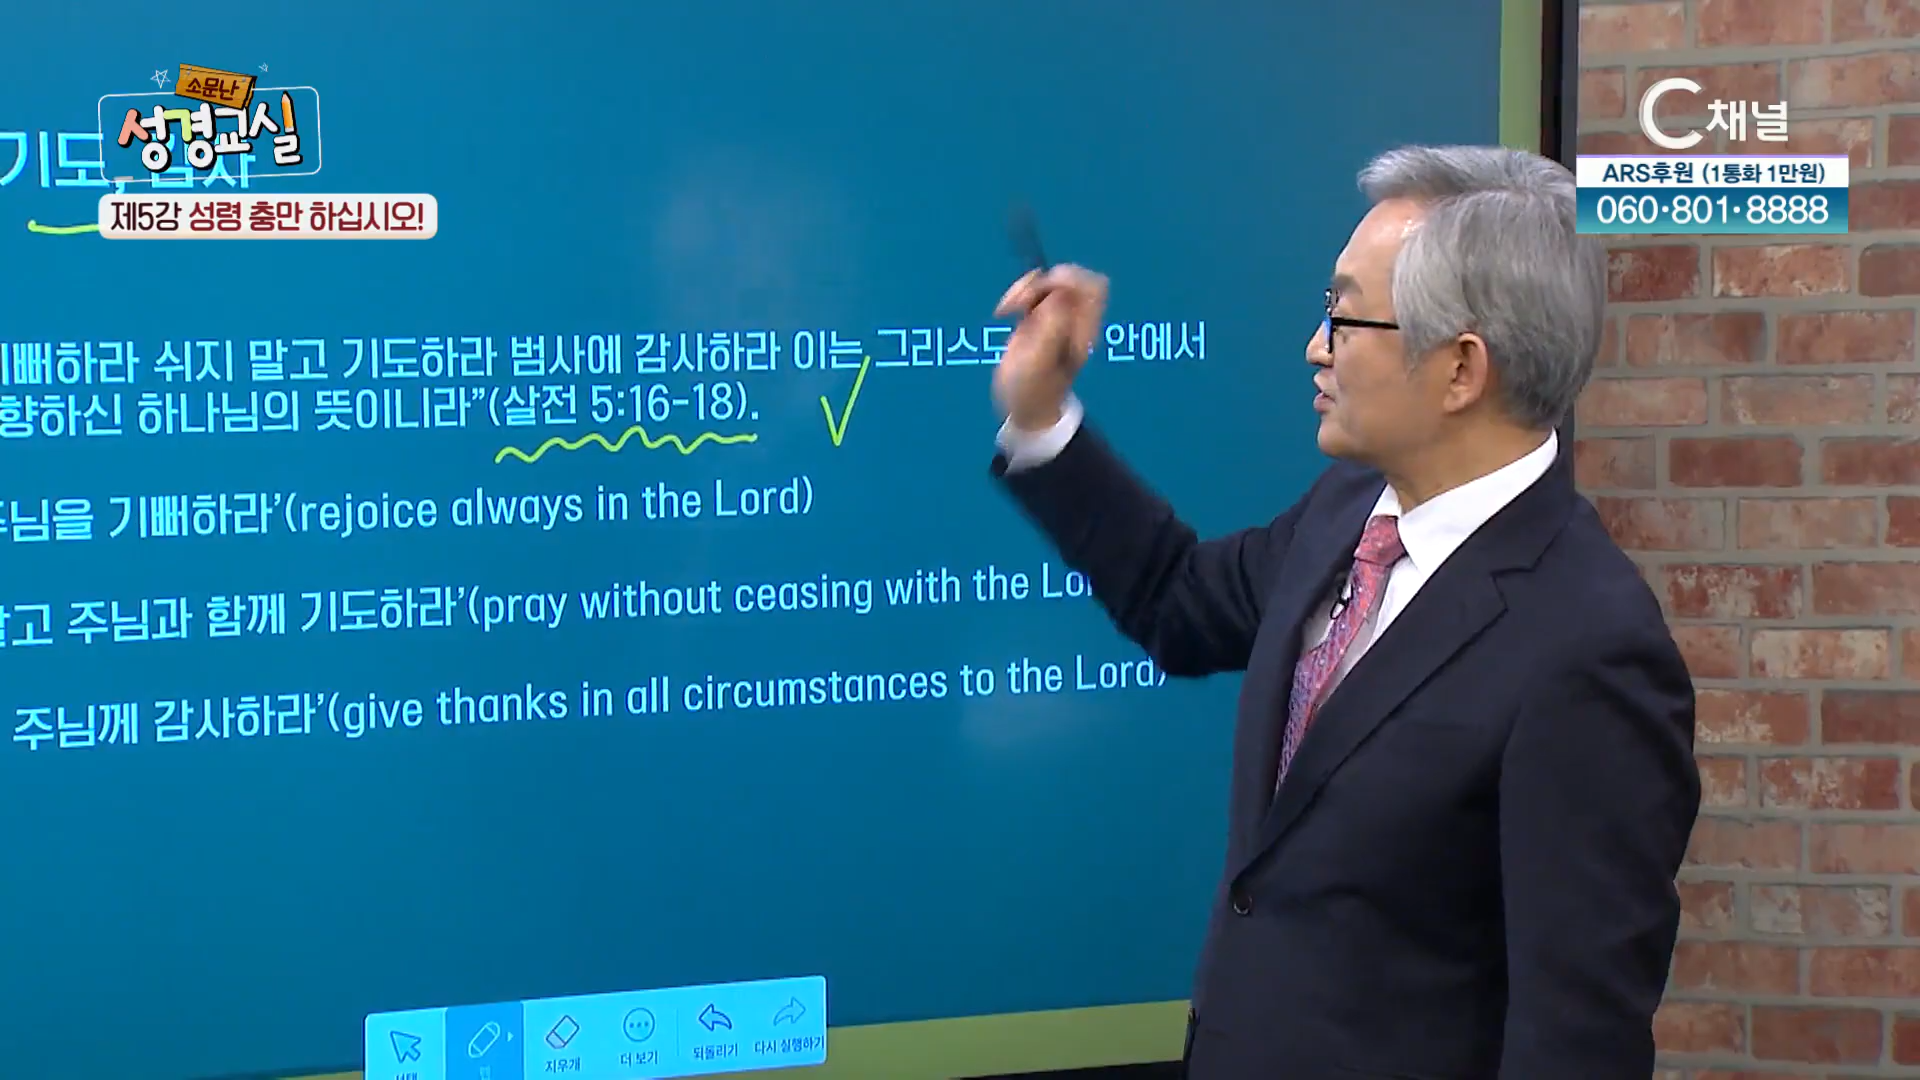 소문난
성경교실
제5강 성령 충만 하십시오!
C채널
ARS후원 (1통화 1만원)
060·801·8888
기도,
기뻐하라 쉬지 말고 기도하라 범사에 감사하라 이는 그리스도 안에서
향하신 하나님의 뜻이니라”(살전 5:16-18).
주님을 기뻐하라’(rejoice always in the Lord)
말고 주님과 함께 기도하라’(pray without ceasing with the
주님께 감사하라’(give thanks in all circumstances to the Lord)
선택
지우개
더 보기
되돌리기
다시 실행하기